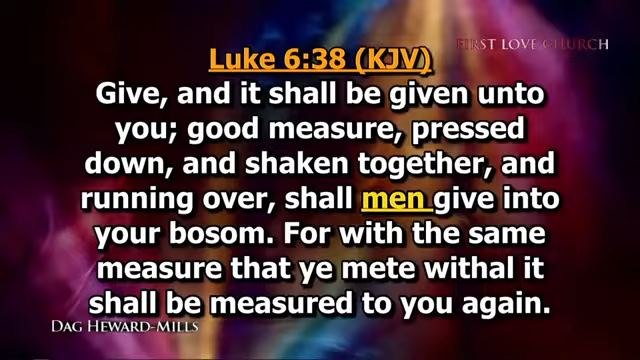 FIRST LOVE CHURCH
Luke 6:38 (KJV)
Give, and it shall be given unto
you; good measure, pressed
down, and shaken together, and
running over, shall men give into
your bosom. For with the same
measure that ye mete withal it
shall be measured to you again.
DAG HEWARD-MILLS